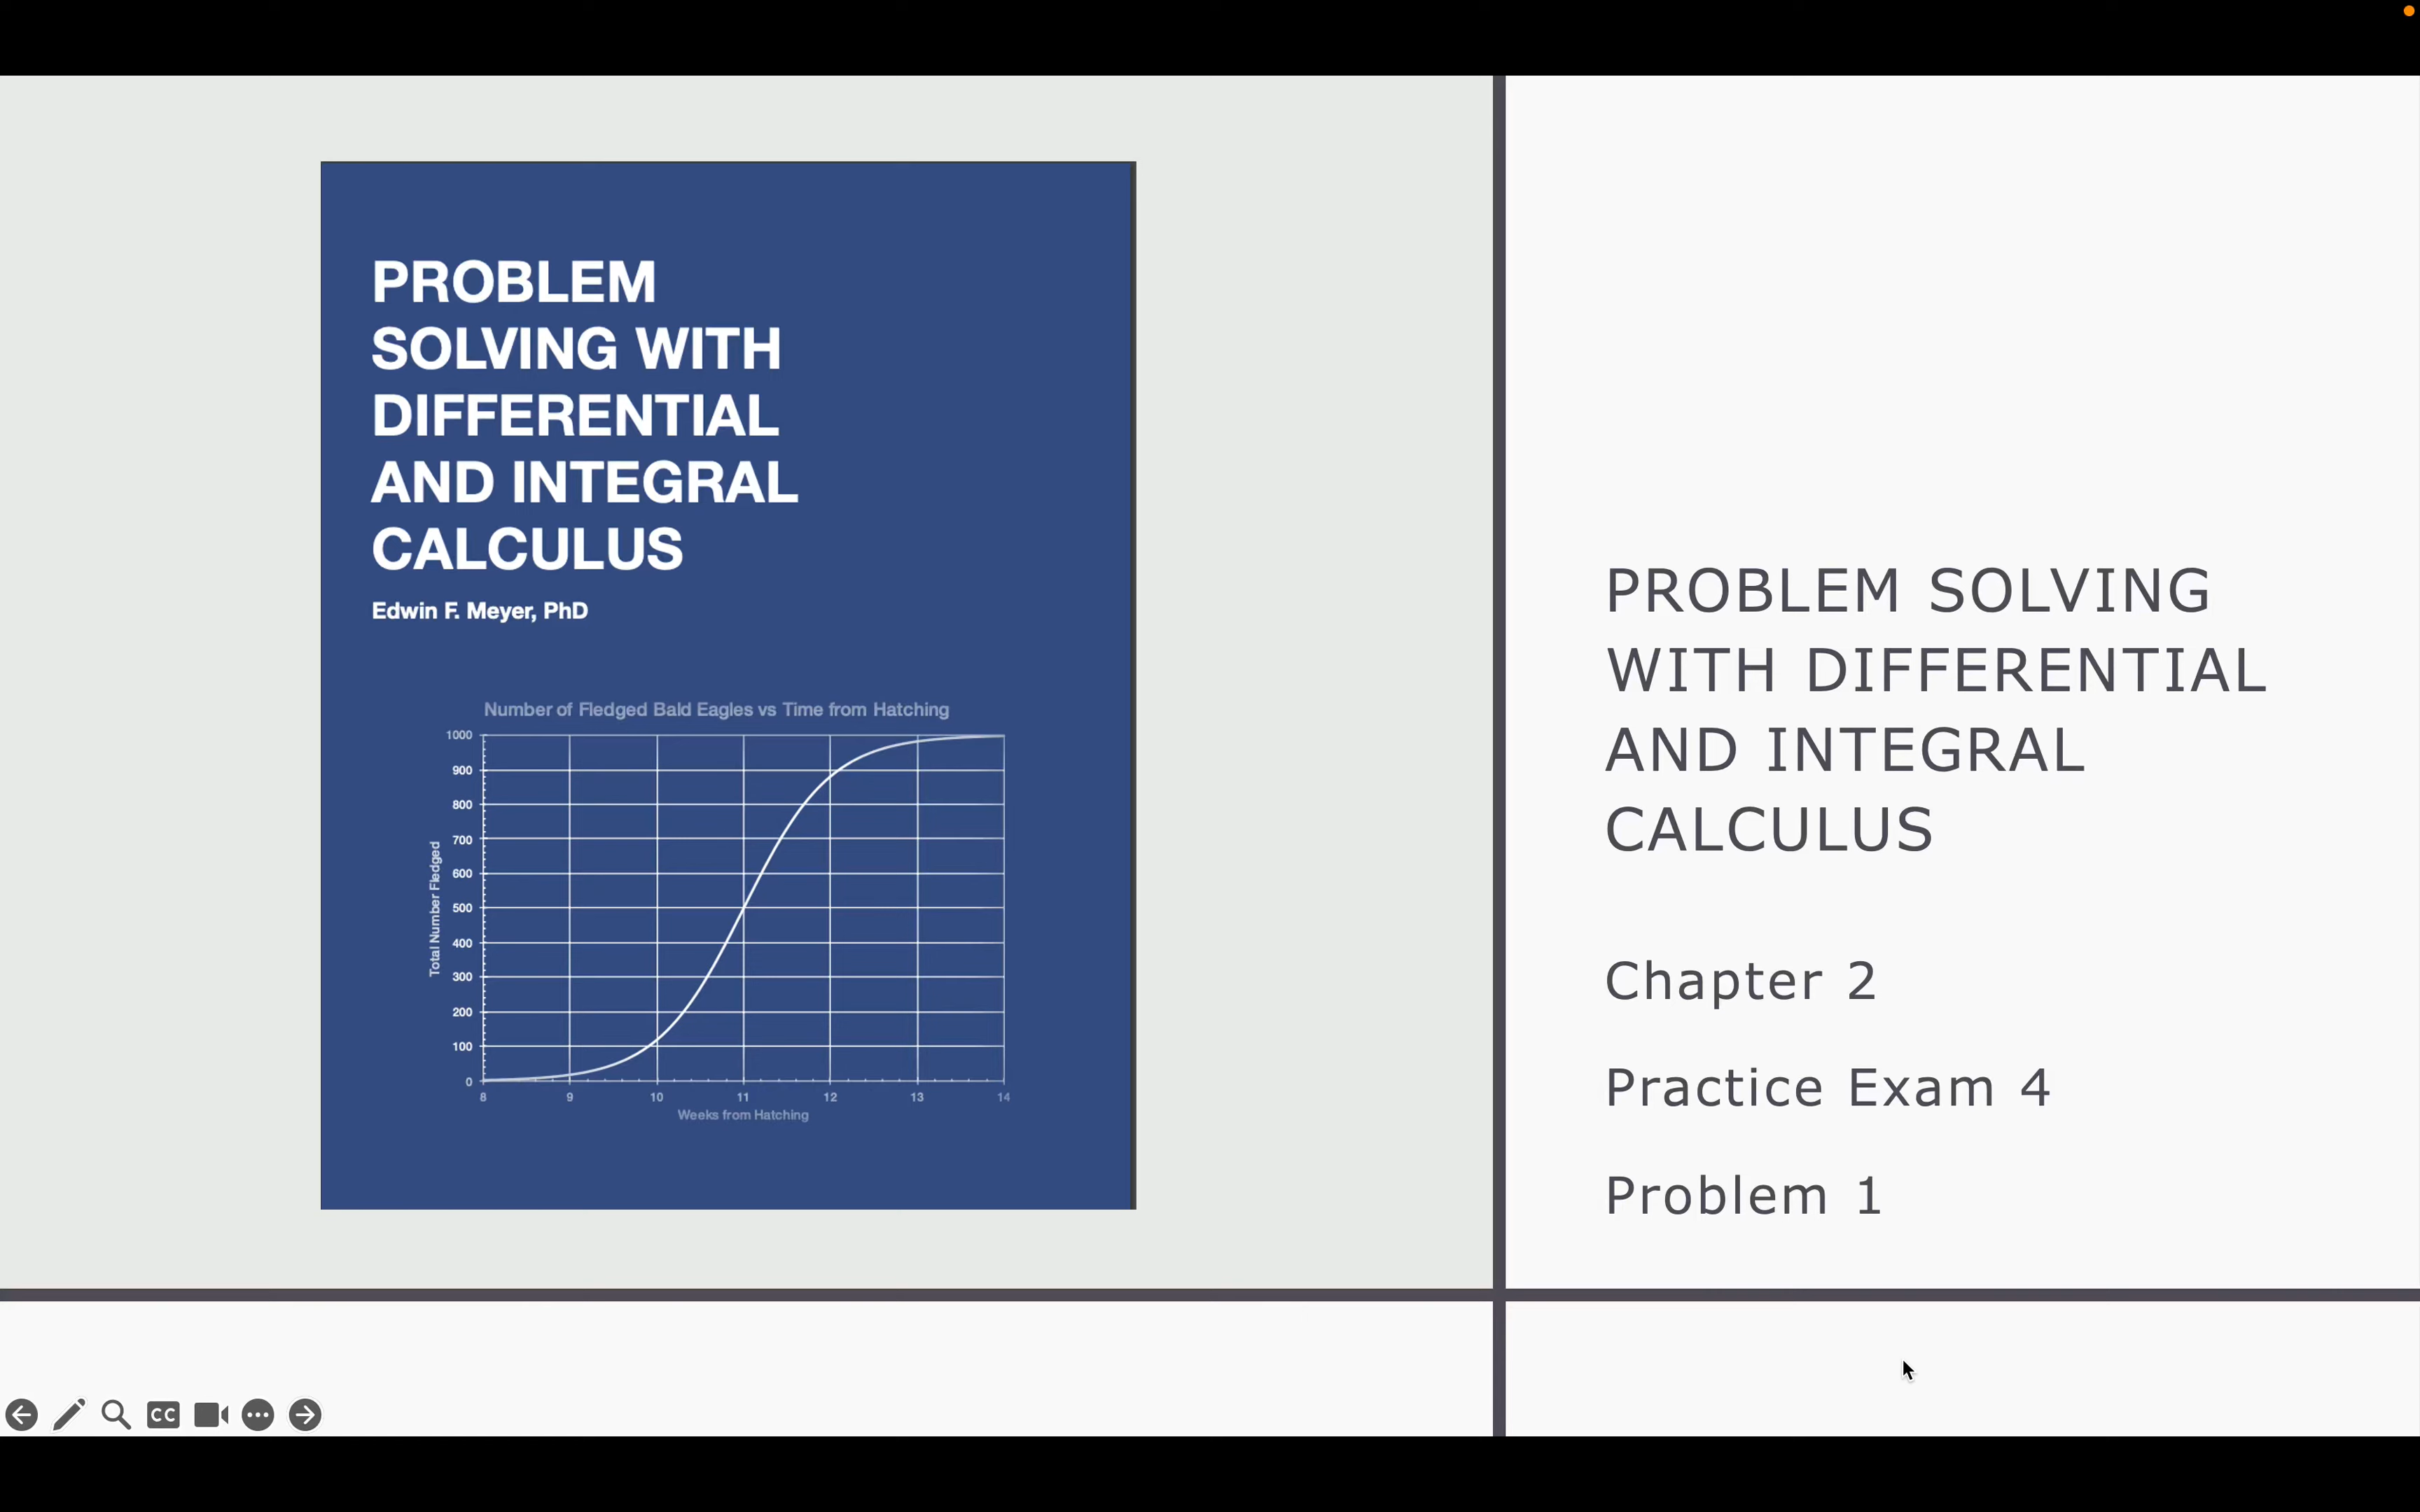 PROBLEM
SOLVING WITH
DIFFERENTIAL
AND INTEGRAL
CALCULUS
Edwin F. Meyer, PhD
Number of Fledged Bald Eagles vs Time from Hatching
1000
900
800
700
600
500
400
300
200
100
0
Total Number Fledged
8 9 10 11 12 13 14
Weeks from Hatching
PROBLEM SOLVING
WITH DIFFERENTIAL
AND INTEGRAL
CALCULUS
Chapter 2
Practice Exam 4
Problem 1
CC